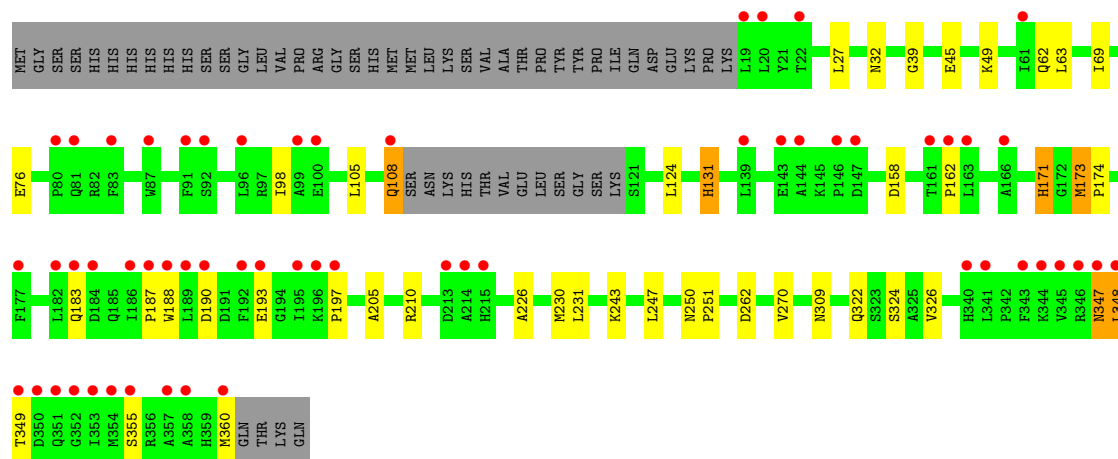 MET GLY SER SER HIS HIS HIS HIS HIS HIS SER SER GLY LEU VAL PRO ARG GLY SER HIS MET MET LEU LYS SER VAL ALA THR PRO TYR TYR PRO ILE GLN ASP GLU LYS PRO LYS L19 L20 Y21 T22 L27 N32 G39 E45 K49 I61 Q62 L63 I69
E76 P80 Q81 R82 F83 W87 F91 S92 L96 R97 I98 A99 E100 L105 Q108 SER ASN LYS HIS THR VAL GLU LEU SER GLY SER LYS S121 L124 H131 L139 E143 A144 K145 P146 D147 D158 T161 P162 L163 A166 H171 G172 M173 P174
F177 L182 Q183 D184 Q185 I186 P187 W188 L189 D190 D191 F192 E193 G194 I195 K196 P197 A205 R210 D213 A214 H215 A226 M230 L231 K243 L247 N250 P251 D262 V270 N309 Q322 S323 S324 A325 V326 H340 L341 P342 F343 K344 V345 R346 N347 L348
T349 D350 Q351 G352 I353 M354 S355 R356 A357 A358 H359 M360 GLN THR LYS GLN